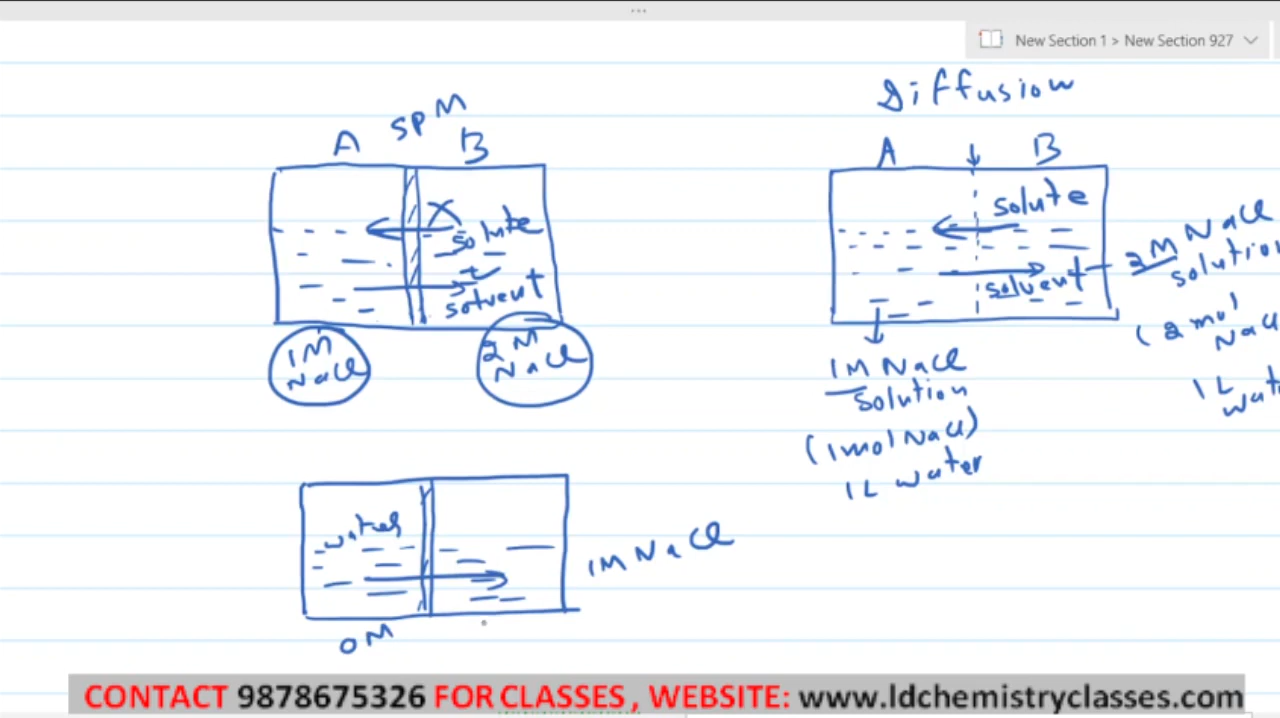 New Section 1 > New Section 927
A SPM B
X
solute
solvent
1M
NaCl
2M
NaCl
Diffusion
A B
solute
solvent
2M NaCl
solution
(2 mol
NaCl
1L
1M NaCl
Solution
(1mol NaCl)
1L water
water
1M NaCl
0M
CONTACT 9878675326 FOR CLASSES , WEBSITE: www.ldchemistryclasses.com